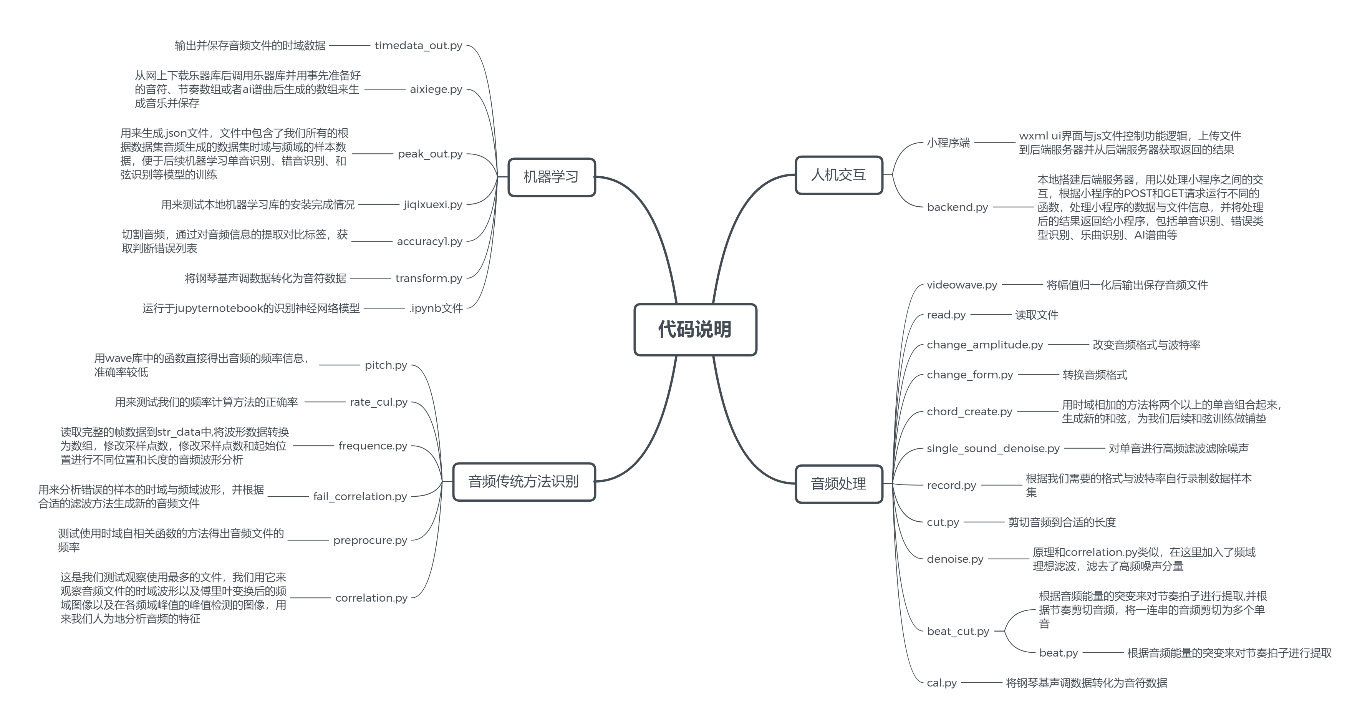 代码说明
机器学习
timedata_out.py
输出并保存音频文件的时域数据
aixiege.py
从网上下载乐器库后调用乐器库并用事先准备好
的音符、节奏数组或者ai谱曲后生成的数组来生
成音乐并保存
peak_out.py
用来生成.json文件，文件中包含了我们所有的根
据数据集音频生成的数据集时域与频域的样本数
据，便于后续机器学习单音识别、错音识别、和
弦识别等模型的训练
jiqixuexi.py
用来测试本地机器学习库的安装完成情况
accuracy1.py
切割音频，通过对音频信息的提取对比标签，获
取判断错误列表
transform.py
将钢琴基声调数据转化为音符数据
.ipynb文件
运行于jupyternotebook的识别神经网络模型
音频传统方法识别
pitch.py
用wave库中的函数直接得出音频的频率信息，
准确率较低
rate_cul.py
用来测试我们的频率计算方法的正确率
frequence.py
读取完整的帧数据到str_data中,将波形数据转换
为数组，修改采样点数，修改采样点数和起始位
置进行不同位置和长度的音频波形分析
fail_correlation.py
用来分析错误的样本的时域与频域波形，并根据
合适的滤波方法生成新的音频文件
preprocure.py
测试使用时域自相关函数的方法得出音频文件的
频率
correlation.py
这是我们测试观察使用最多的文件，我们用它来
观察音频文件的时域波形以及傅里叶变换后的频
域图像以及在各频域峰值的峰值检测的图像，用
来我们人为地分析音频的特征
人机交互
小程序端
wxml ui界面与js文件控制功能逻辑，上传文件
到后端服务器并从后端服务器获取返回的结果
backend.py
本地搭建后端服务器，用以处理小程序之间的交
互，根据小程序的POST和GET请求运行不同的
函数，处理小程序的数据与文件信息，并将处理
后的结果返回给小程序，包括单音识别、错误类
型识别、乐曲识别、AI谱曲等
音频处理
videowave.py
将幅值归一化后输出保存音频文件
read.py
读取文件
change_amplitude.py
改变音频格式与波特率
change_form.py
转换音频格式
chord_create.py
用时域相加的方法将两个以上的单音组合起来，
生成新的和弦，为我们后续和弦训练做铺垫
single_sound_denoise.py
对单音进行高频滤波滤除噪声
record.py
根据我们需要的格式与波特率自行录制数据样本
集
cut.py
剪切音频到合适的长度
denoise.py
原理和correlation.py类似，在这里加入了频域
理想滤波，滤去了高频噪声分量
beat_cut.py
根据音频能量的突变来对节奏拍子进行提取,并根
据节奏剪切音频，将一连串的音频剪切为多个单
音
beat.py
根据音频能量的突变来对节奏拍子进行提取
cal.py
将钢琴基声调数据转化为音符数据